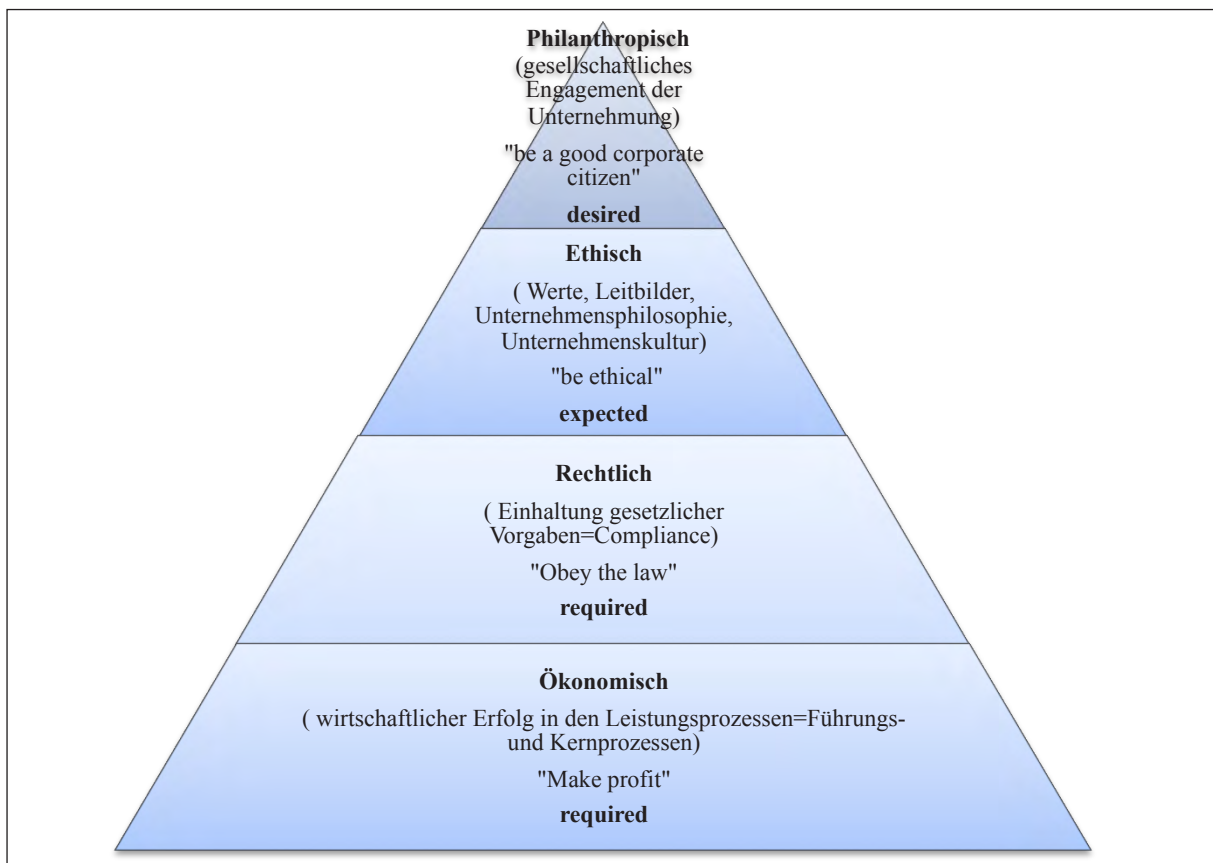 Philanthropisch
(gesellschaftliches
Engagement der
Unternehmung)
"be a good corporate
citizen"
desired
Ethisch
( Werte, Leitbilder,
Unternehmensphilosophie,
Unternehmenskultur)
"be ethical"
expected
Rechtlich
( Einhaltung gesetzlicher
Vorgaben=Compliance)
"Obey the law"
required
Ökonomisch
( wirtschaftlicher Erfolg in den Leistungsprozessen=Führungs-
und Kernprozessen)
"Make profit"
required